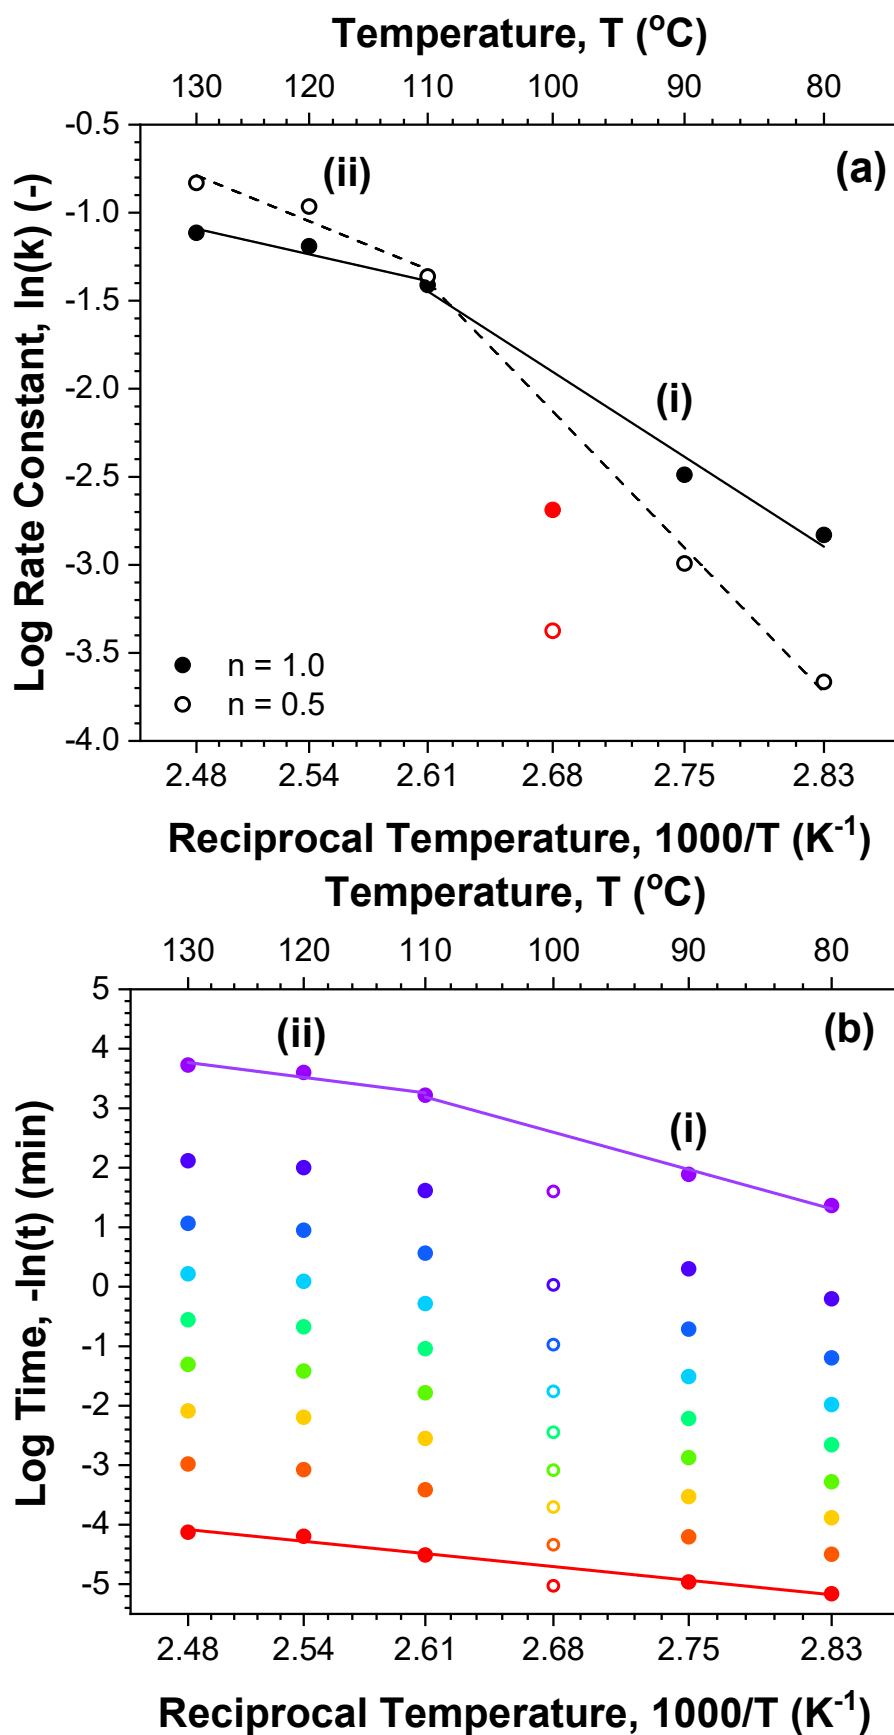 Temperature, T (°C)
130 120 110 100 90 80
-0.5
(a)
(ii)
-1.0
-1.5
(i)
-2.0
-2.5
-3.0
-3.5
-4.0
Log Rate Constant, ln(k) (-)
n = 1.0
n = 0.5
2.48 2.54 2.61 2.68 2.75 2.83
Reciprocal Temperature, 1000/T (K⁻¹)
Temperature, T (°C)
130 120 110 100 90 80
5
(ii)
(b)
4
3
(i)
2
1
0
-1
-2
-3
-4
-5
Log Time, -ln(t) (min)
2.48 2.54 2.61 2.68 2.75 2.83
Reciprocal Temperature, 1000/T (K⁻¹)